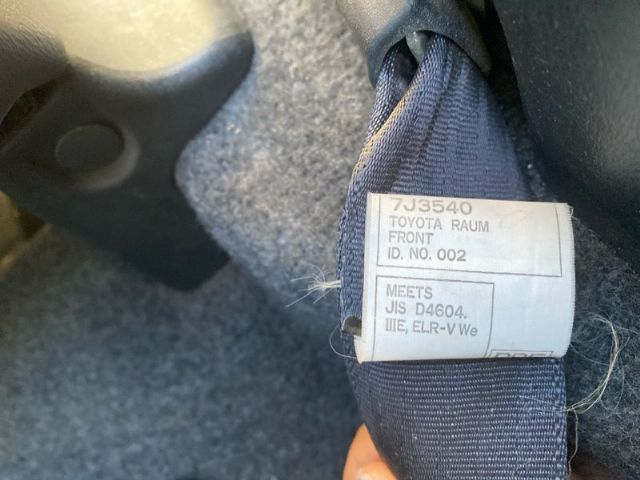 7J3540
TOYOTA RAUM
FRONT
ID. NO. 002
MEETS
JIS D4604.
IIIE, ELR-V We